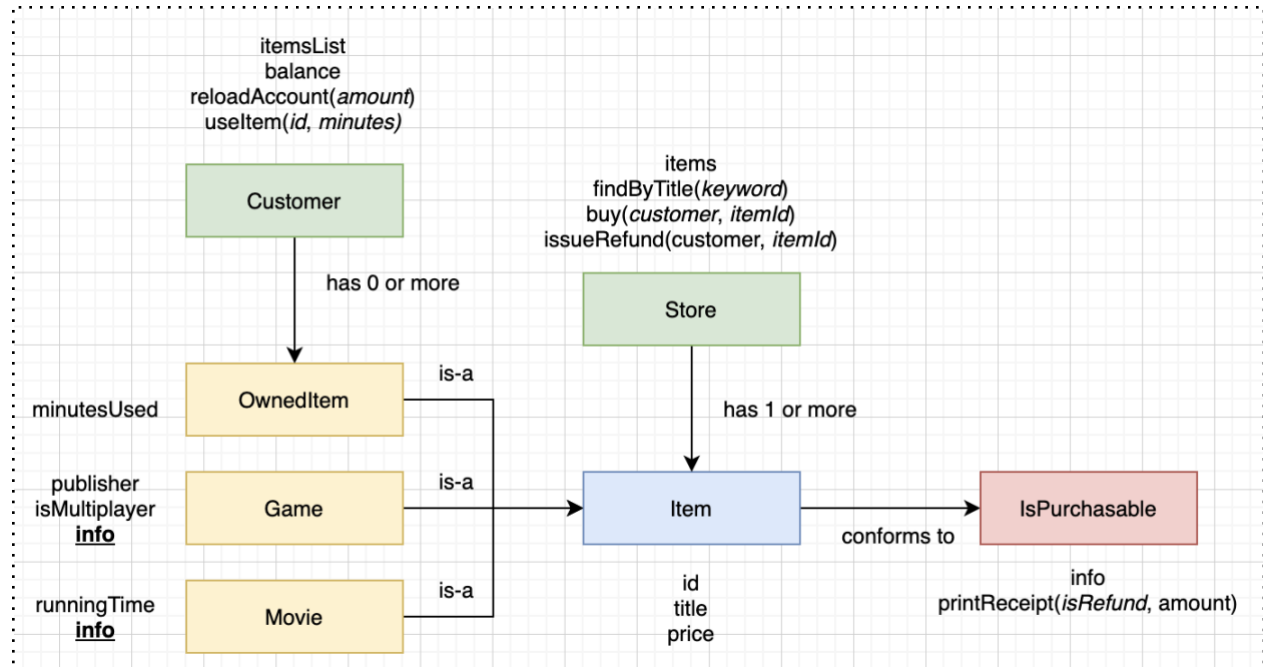 itemsList
balance
reloadAccount(amount)
useItem(id, minutes)
Customer
has 0 or more
items
findByTitle(keyword)
buy(customer, itemId)
issueRefund(customer, itemId)
Store
has 1 or more
minutesUsed
OwnedItem
is-a
publisher
isMultiplayer
info
Game
is-a
runningTime
info
Movie
is-a
Item
id
title
price
conforms to
IsPurchasable
info
printReceipt(isRefund, amount)